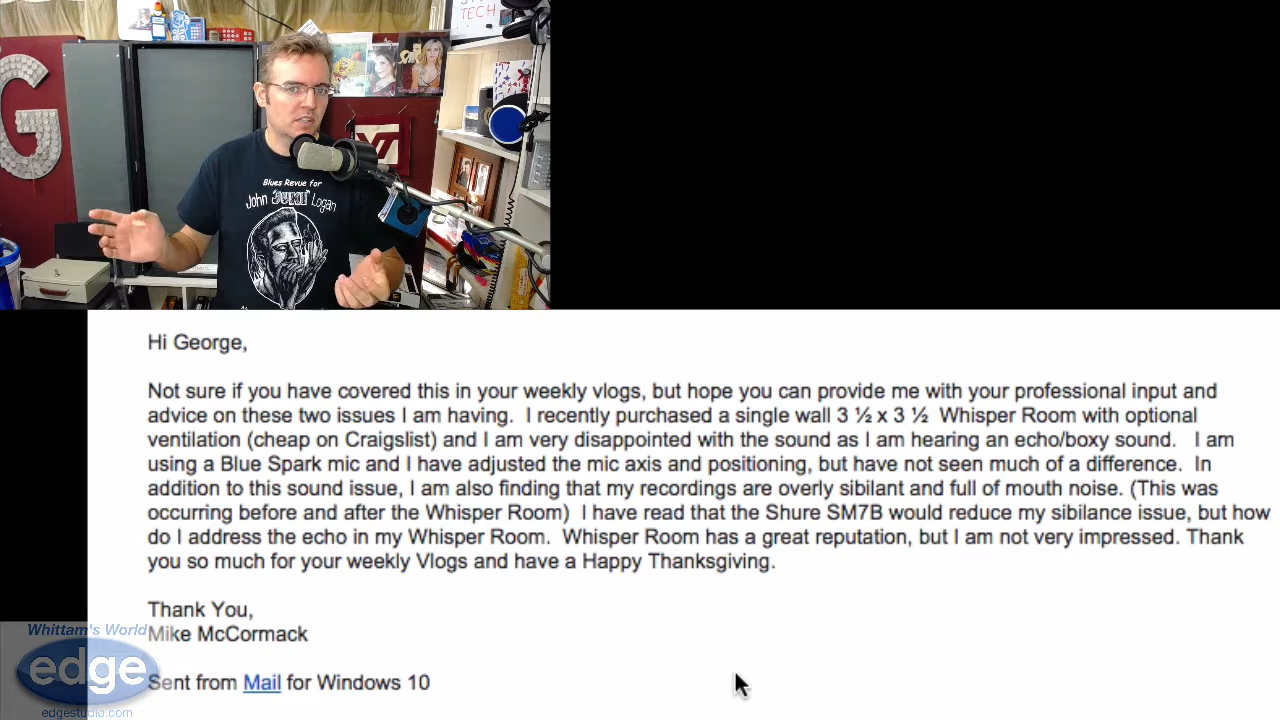 TECH
G
VT
Blues Revue for
John Logan
Hi George,
Not sure if you have covered this in your weekly vlogs, but hope you can provide me with your professional input and
advice on these two issues I am having.  I recently purchased a single wall 3 ½ x 3 ½  Whisper Room with optional
ventilation (cheap on Craigslist) and I am very disappointed with the sound as I am hearing an echo/boxy sound.   I am
using a Blue Spark mic and I have adjusted the mic axis and positioning, but have not seen much of a difference.  In
addition to this sound issue, I am also finding that my recordings are overly sibilant and full of mouth noise. (This was
occurring before and after the Whisper Room)  I have read that the Shure SM7B would reduce my sibilance issue, but how
do I address the echo in my Whisper Room.  Whisper Room has a great reputation, but I am not very impressed. Thank
you so much for your weekly Vlogs and have a Happy Thanksgiving.
Thank You,
Mike McCormack
Sent from Mail for Windows 10
Whittam's World
edge
edgestudio.com